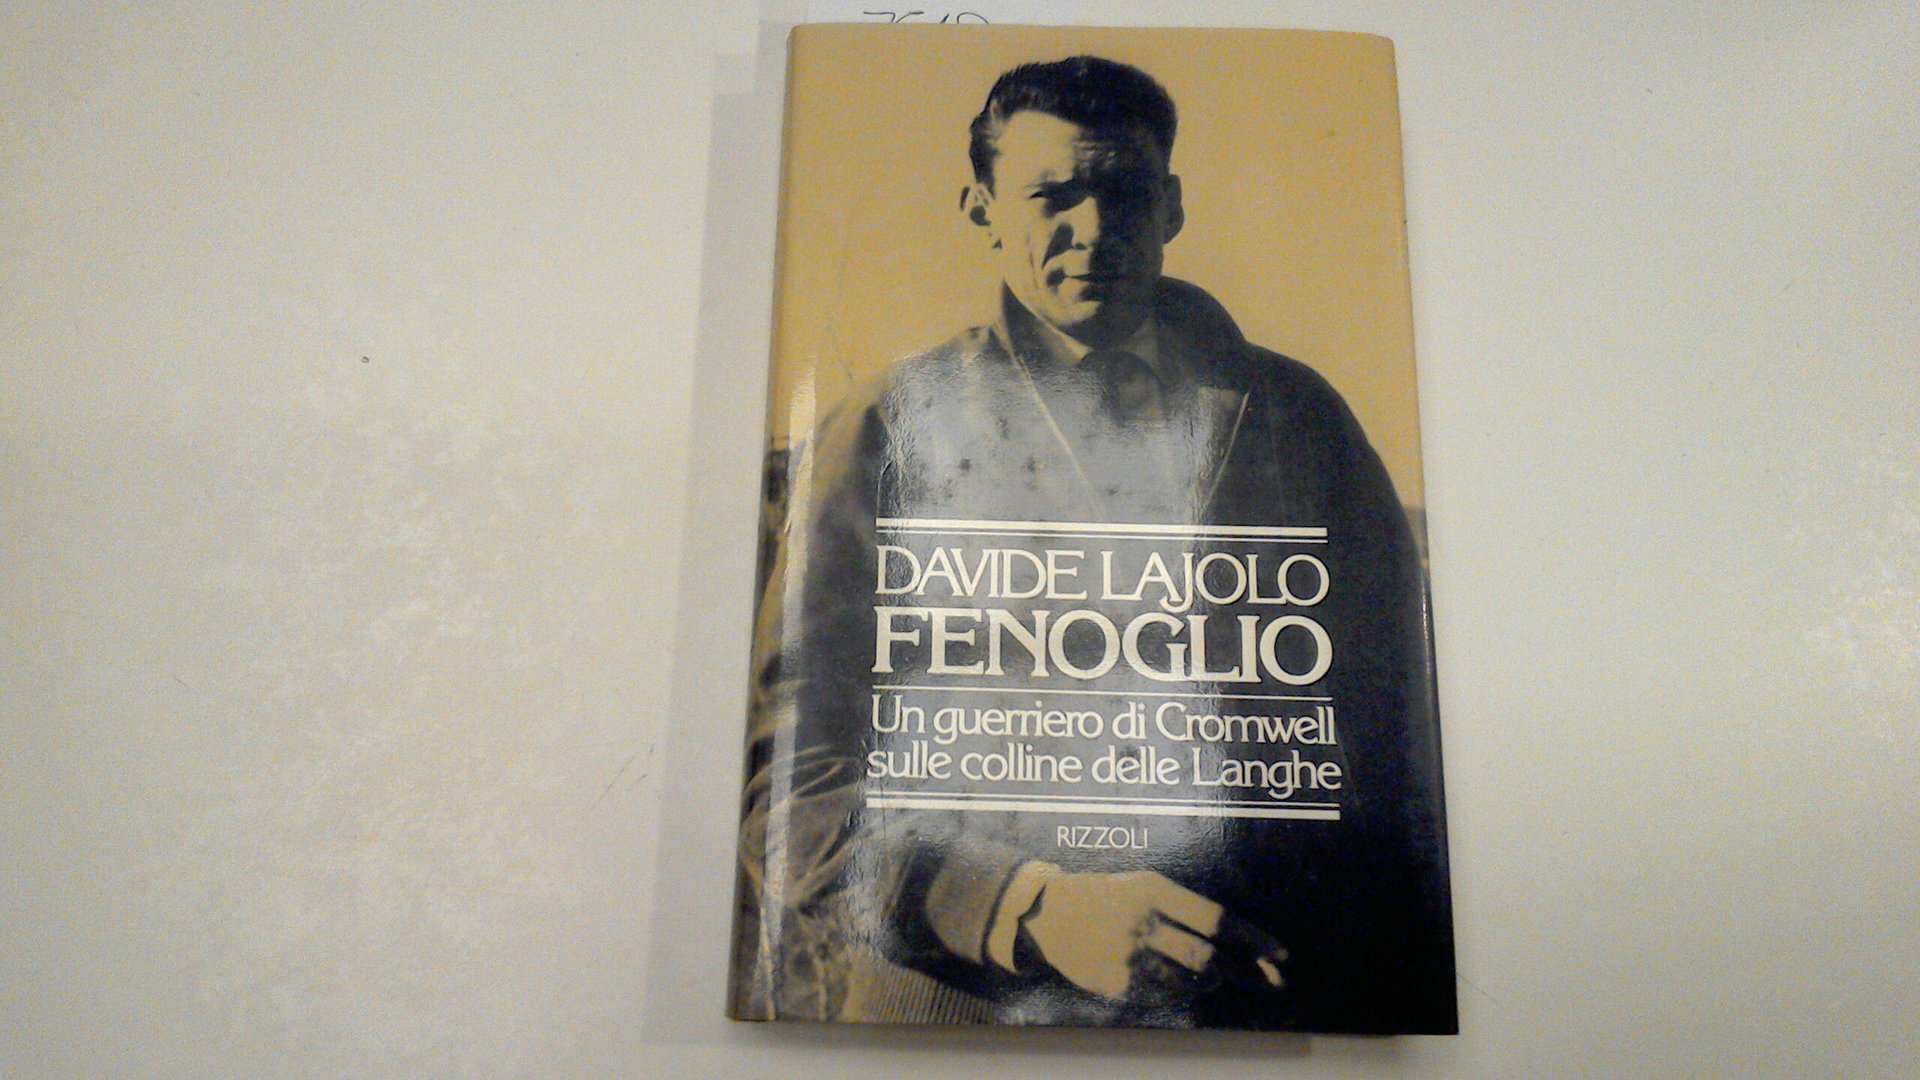 DAVIDE LAJOLO
FENOGLIO
Un guerriero di Cromwell
sulle colline delle Langhe
RIZZOLI